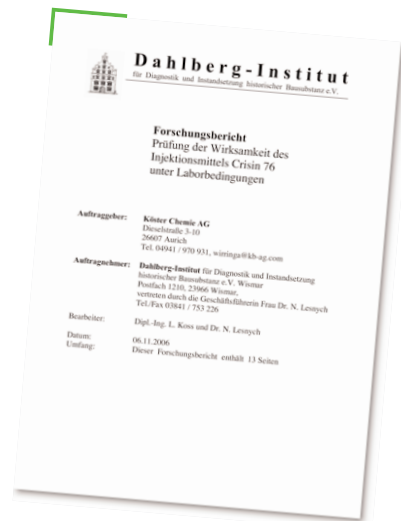 Dahlberg-Institut
für Diagnostik und Instandsetzung historischer Bausubstanz e.V.
Forschungsbericht
Prüfung der Wirksamkeit des
Injektionsmittels Crisin 76
unter Laborbedingungen
Auftraggeber: Köster Chemie AG
Dieselstraße 3-10
26607 Aurich
Tel. 04941 / 970 931, wirringa@kb-ag.com
Auftragnehmer: Dahlberg-Institut für Diagnostik und Instandsetzung
historischer Bausubstanz e.V. Wismar
Postfach 1210, 23966 Wismar,
vertreten durch die Geschäftsführerin Frau Dr. N. Lesnych
Tel./Fax 03841 / 753 226
Bearbeiter: Dipl.-Ing. L. Koss und Dr. N. Lesnych
Datum: 06.11.2006
Umfang: Dieser Forschungsbericht enthält 13 Seiten